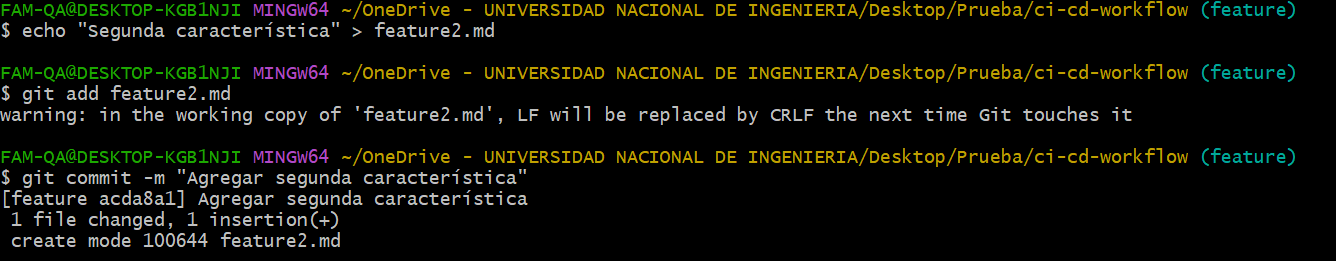 FAM-QA@DESKTOP-KGB1NJI MINGW64 ~/OneDrive - UNIVERSIDAD NACIONAL DE INGENIERIA/Desktop/Prueba/ci-cd-workflow (feature)
$ echo "Segunda característica" > feature2.md
FAM-QA@DESKTOP-KGB1NJI MINGW64 ~/OneDrive - UNIVERSIDAD NACIONAL DE INGENIERIA/Desktop/Prueba/ci-cd-workflow (feature)
$ git add feature2.md
warning: in the working copy of 'feature2.md', LF will be replaced by CRLF the next time Git touches it
FAM-QA@DESKTOP-KGB1NJI MINGW64 ~/OneDrive - UNIVERSIDAD NACIONAL DE INGENIERIA/Desktop/Prueba/ci-cd-workflow (feature)
$ git commit -m "Agregar segunda característica"
[feature acda8a1] Agregar segunda característica
 1 file changed, 1 insertion(+)
 create mode 100644 feature2.md